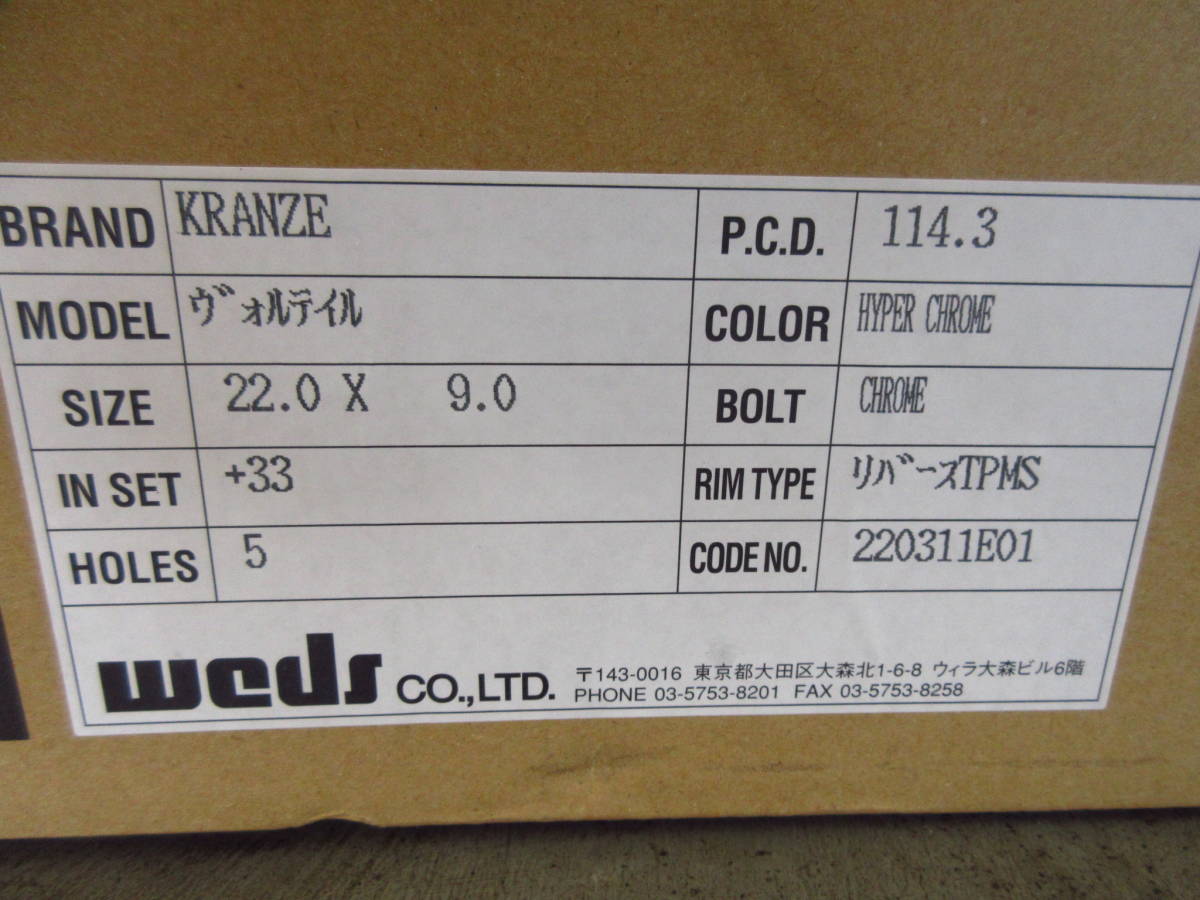 BRAND KRANZE P.C.D. 114.3
MODEL ヴォルテイル COLOR HYPER CHROME
SIZE 22.0 X 9.0 BOLT CHROME
IN SET +33 RIM TYPE リバースTPMS
HOLES 5 CODE NO. 220311E01
weds CO.,LTD. 〒143-0016 東京都大田区大森北1-6-8 ウィラ大森ビル6階
PHONE 03-5753-8201 FAX 03-5753-8258